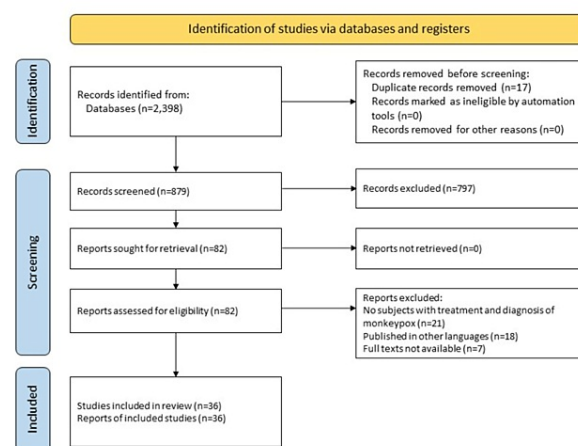 Identification of studies via databases and registers
Identification
Records identified from:
Databases (n=2,398)
Records removed before screening:
Duplicate records removed (n=17)
Records marked as ineligible by automation
tools (n=0)
Records removed for other reasons (n=0)
Screening
Records screened (n=879)
Records excluded (n=797)
Reports sought for retrieval (n=82)
Reports not retrieved (n=0)
Reports assessed for eligibility (n=82)
Reports excluded:
No subjects with treatment and diagnosis of
monkeypox (n=21)
Published in other languages (n=18)
Full texts not available (n=7)
Included
Studies included in review (n=36)
Reports of included studies (n=36)